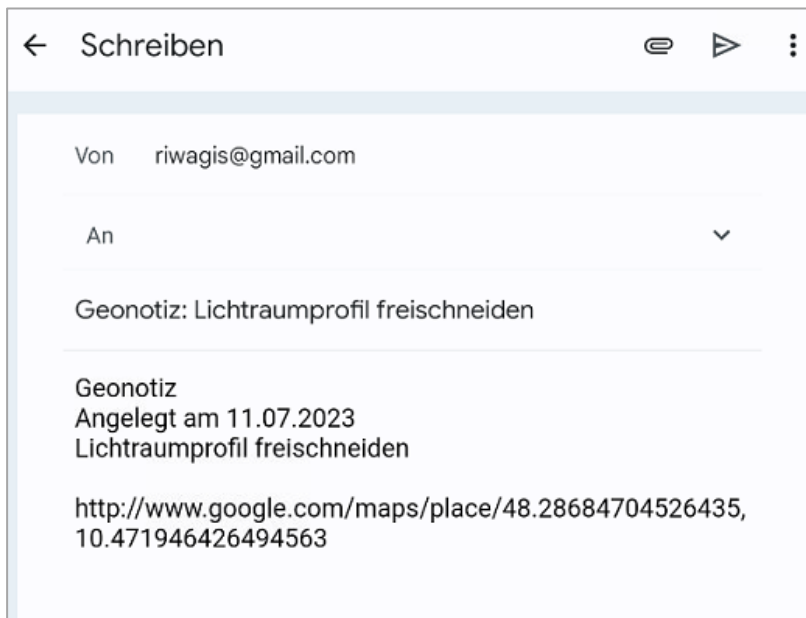 Schreiben
Von riwagis@gmail.com
An
Geonotiz: Lichtraumprofil freischneiden
Geonotiz
Angelegt am 11.07.2023
Lichtraumprofil freischneiden
http://www.google.com/maps/place/48.28684704526435,
10.471946426494563